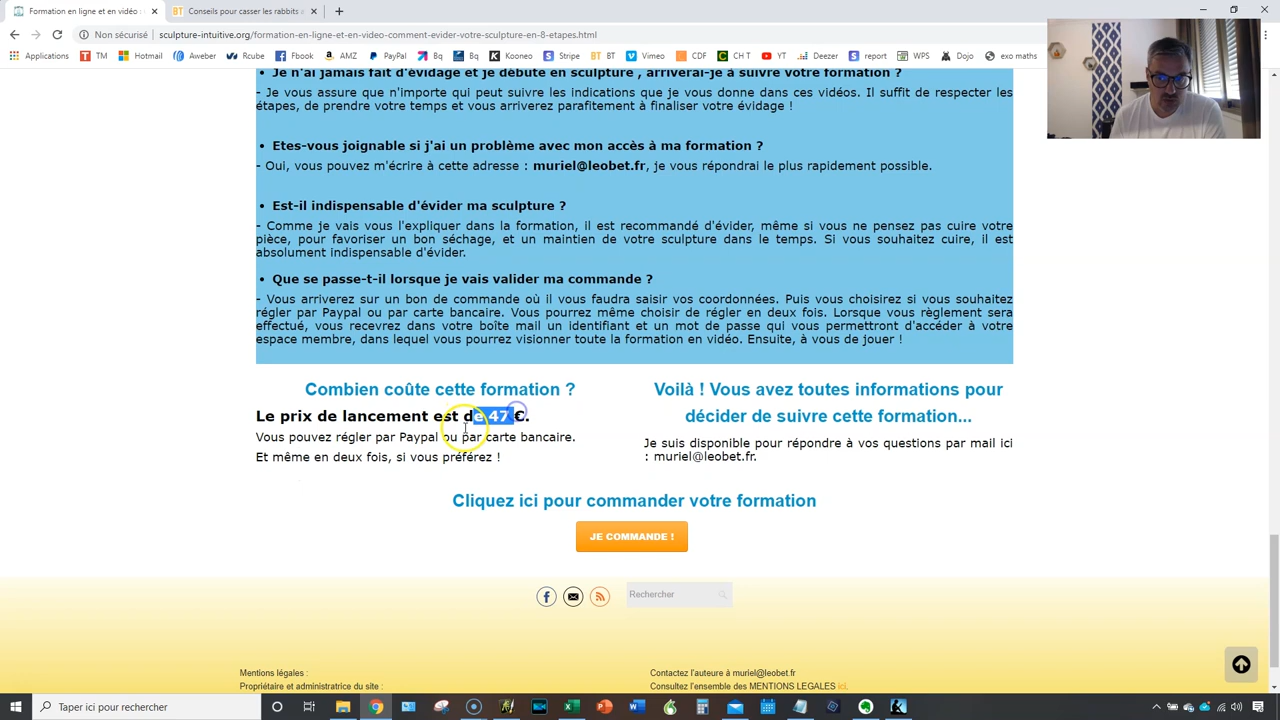 Formation en ligne et en vidéo :
Conseils pour caser les rabbits a
Non sécurisé | sculpture-intuitive.org/formation-en-ligne-et-en-video-comment-evider-votre-sculpture-en-8-etapes.html
Applications TM Hotmail Aweber Rcube Fbook AMZ PayPal Bq Bq Kooneo Stripe BT Vimeo CDF CH T YT Deezer report WPS Dojo exo maths
• Je n'ai jamais fait d'évidage et je débute en sculpture , arriverai-je à suivre votre formation ?
- Je vous assure que n'importe qui peut suivre les indications que je vous donne dans ces vidéos. Il suffit de respecter les
étapes, de prendre votre temps et vous arriverez parafitement à finaliser votre évidage !
• Etes-vous joignable si j'ai un problème avec mon accès à ma formation ?
- Oui, vous pouvez m'écrire à cette adresse : muriel@leobet.fr, je vous répondrai le plus rapidement possible.
• Est-il indispensable d'évider ma sculpture ?
- Comme je vais vous l'expliquer dans la formation, il est recommandé d'évider, même si vous ne pensez pas cuire votre
pièce, pour favoriser un bon séchage, et un maintien de votre sculpture dans le temps. Si vous souhaitez cuire, il est
absolument indispensable d'évider.
• Que se passe-t-il lorsque je vais valider ma commande ?
- Vous arriverez sur un bon de commande où il vous faudra saisir vos coordonnées. Puis vous choisirez si vous souhaitez
régler par Paypal ou par carte bancaire. Vous pourrez même choisir de régler en deux fois. Lorsque vous règlement sera
effectué, vous recevrez dans votre boîte mail un identifiant et un mot de passe qui vous permettront d'accéder à votre
espace membre, dans lequel vous pourrez visionner toute la formation en vidéo. Ensuite, à vous de jouer !
Combien coûte cette formation ?
Le prix de lancement est de 47 €.
Vous pouvez régler par Paypal ou par carte bancaire.
Et même en deux fois, si vous préférez !
Voilà ! Vous avez toutes informations pour
décider de suivre cette formation...
Je suis disponible pour répondre à vos questions par mail ici
: muriel@leobet.fr.
Cliquez ici pour commander votre formation
JE COMMANDE !
Rechercher
Mentions légales :
Propriétaire et administratrice du site :
Contactez l'auteure à muriel@leobet.fr
Consultez l'ensemble des MENTIONS LEGALES ici.
Taper ici pour rechercher